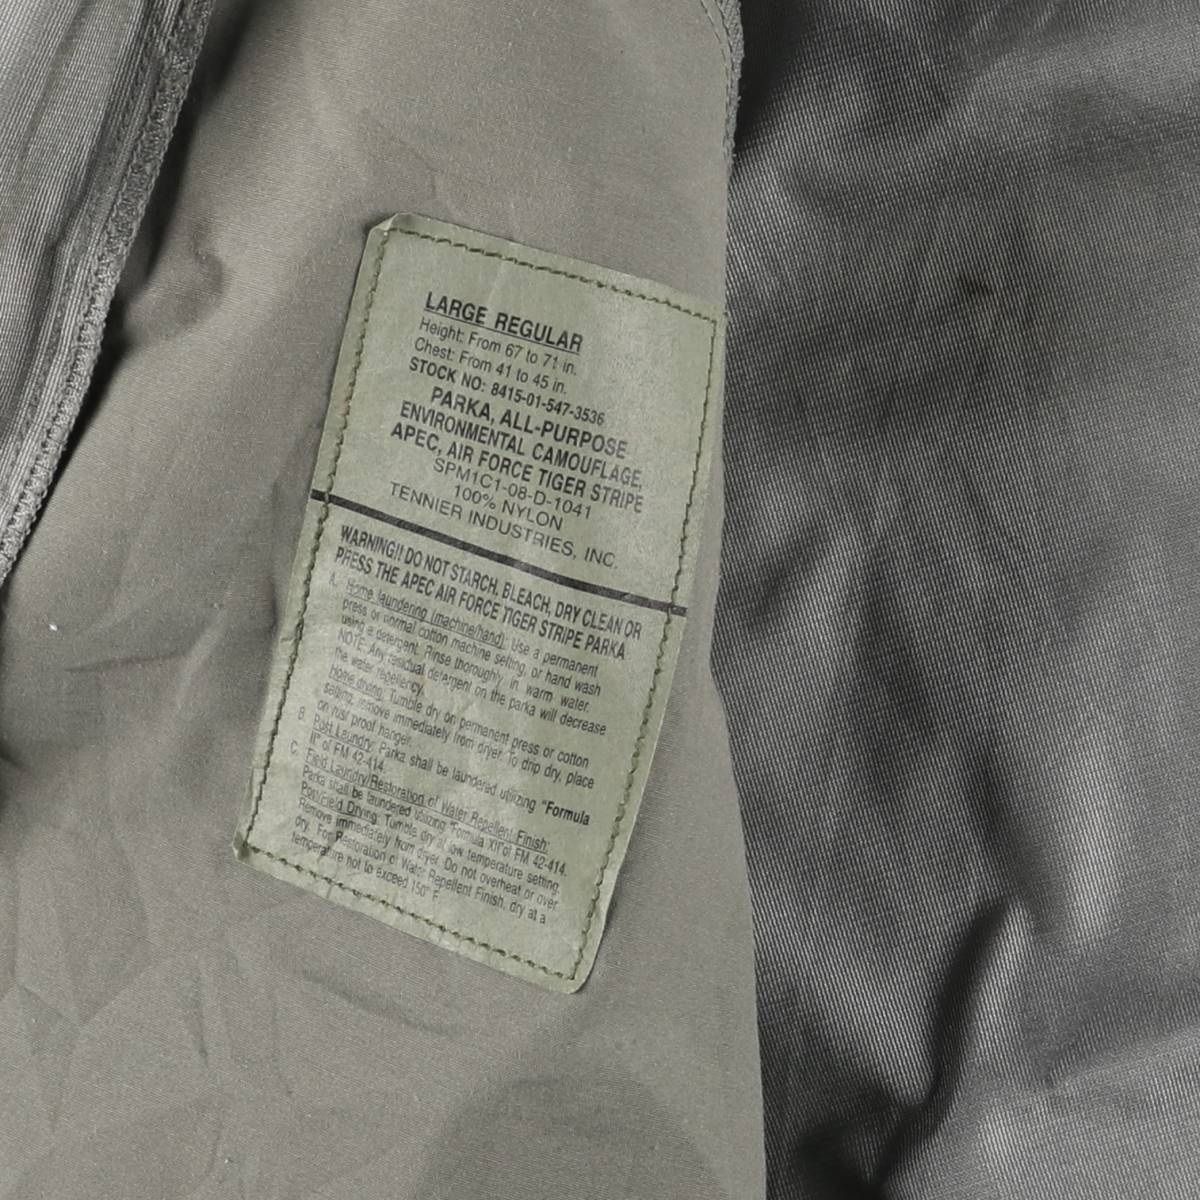 LARGE REGULAR
Height: From 67 to 71 in.
Chest: From 41 to 45 in.
STOCK NO: 8415-01-547-3536
PARKA, ALL-PURPOSE
ENVIRONMENTAL CAMOUFLAGE,
APEC, AIR FORCE TIGER STRIPE
SPM1C1-08-D-1041
100% NYLON
TENNIER INDUSTRIES, INC.
WARNING!! DO NOT STARCH, BLEACH, DRY CLEAN OR
PRESS THE APEC AIR FORCE TIGER STRIPE PARKA
A. Home laundering (machine/hand): Use a permanent
press or normal cotton machine setting, or hand wash
using a detergent. Rinse thoroughly in warm water.
NOTE: Any residual detergent on the parka will decrease
the water repellency.
Home drying: Tumble dry on permanent press or cotton
setting, remove immediately from dryer. To drip dry, place
on rust proof hanger.
B. Post Laundry: Parka shall be laundered utilizing "Formula
II" of FM 42-414.
C. Field Laundry/Restoration of Water Repellent Finish:
Parka shall be laundered utilizing "Formula XII" of FM 42-414.
Post/Field Drying: Tumble dry at low temperature setting.
Remove immediately from dryer. Do not overheat or over
dry. For Restoration of Water Repellent Finish, dry at a
temperature not to exceed 150° F.